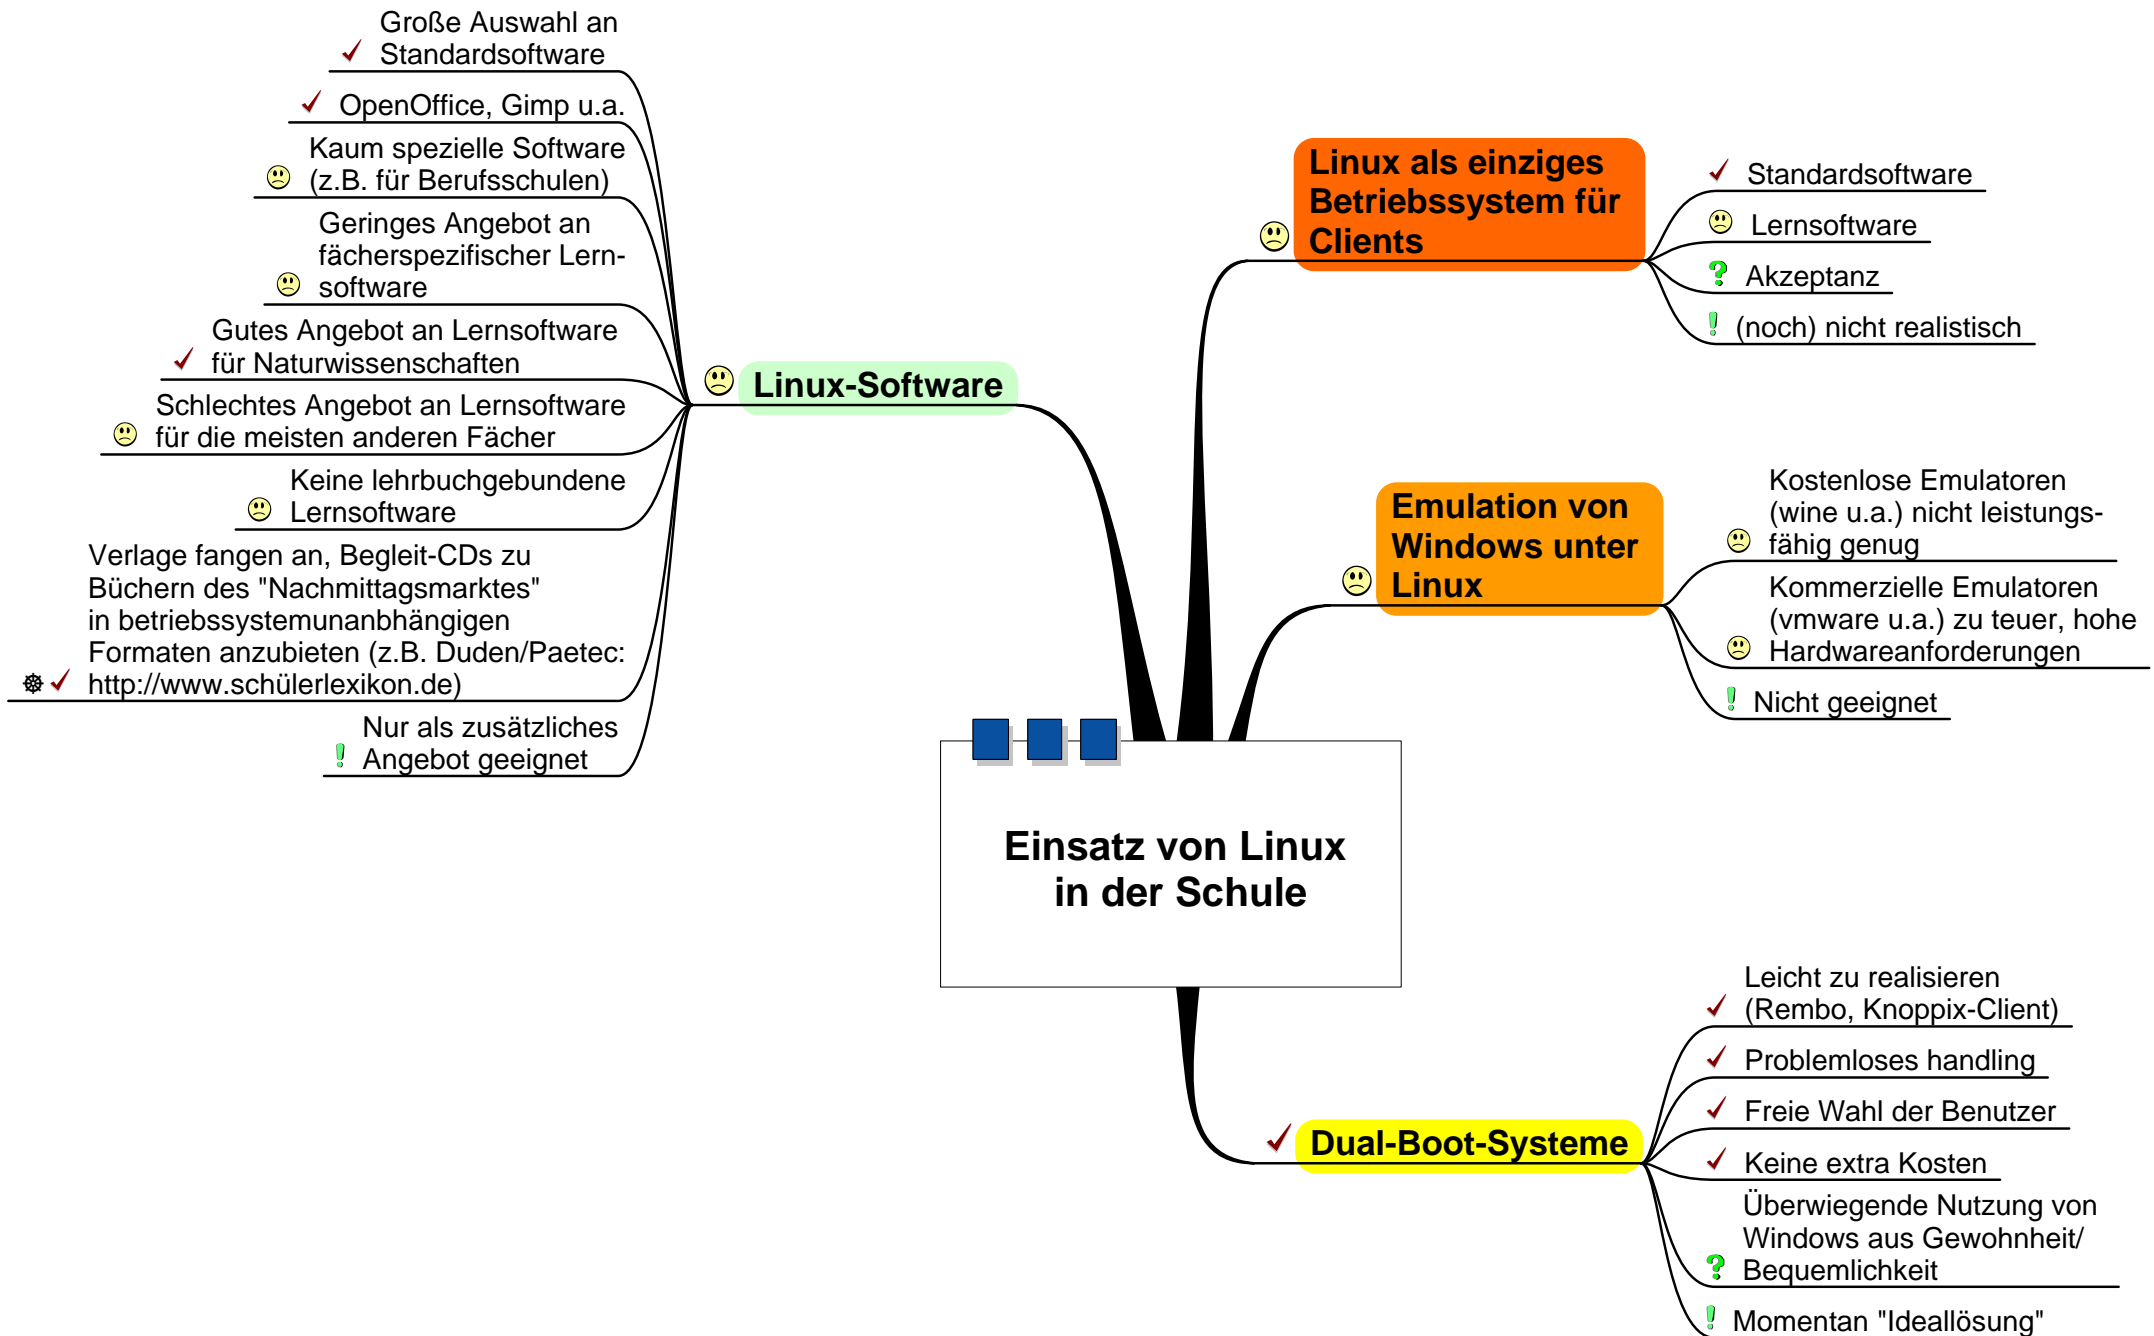 Große Auswahl an
Standardsoftware
OpenOffice, Gimp u.a.
Kaum spezielle Software
(z.B. für Berufsschulen)
Geringes Angebot an
fächerspezifischer Lern-
software
Gutes Angebot an Lernsoftware
für Naturwissenschaften
Schlechtes Angebot an Lernsoftware
für die meisten anderen Fächer
Keine lehrbuchgebundene
Lernsoftware
Verlage fangen an, Begleit-CDs zu
Büchern des "Nachmittagsmarktes"
in betriebssystemunanbhängigen
Formaten anzubieten (z.B. Duden/Paetec:
http://www.schülerlexikon.de)
Nur als zusätzliches
Angebot geeignet
Linux-Software
Linux als einziges
Betriebssystem für
Clients
Standardsoftware
Lernsoftware
Akzeptanz
(noch) nicht realistisch
Emulation von
Windows unter
Linux
Kostenlose Emulatoren
(wine u.a.) nicht leistungs-
fähig genug
Kommerzielle Emulatoren
(vmware u.a.) zu teuer, hohe
Hardwareanforderungen
Nicht geeignet
Einsatz von Linux
in der Schule
Dual-Boot-Systeme
Leicht zu realisieren
(Rembo, Knoppix-Client)
Problemloses handling
Freie Wahl der Benutzer
Keine extra Kosten
Überwiegende Nutzung von
Windows aus Gewohnheit/
Bequemlichkeit
Momentan "Ideallösung"